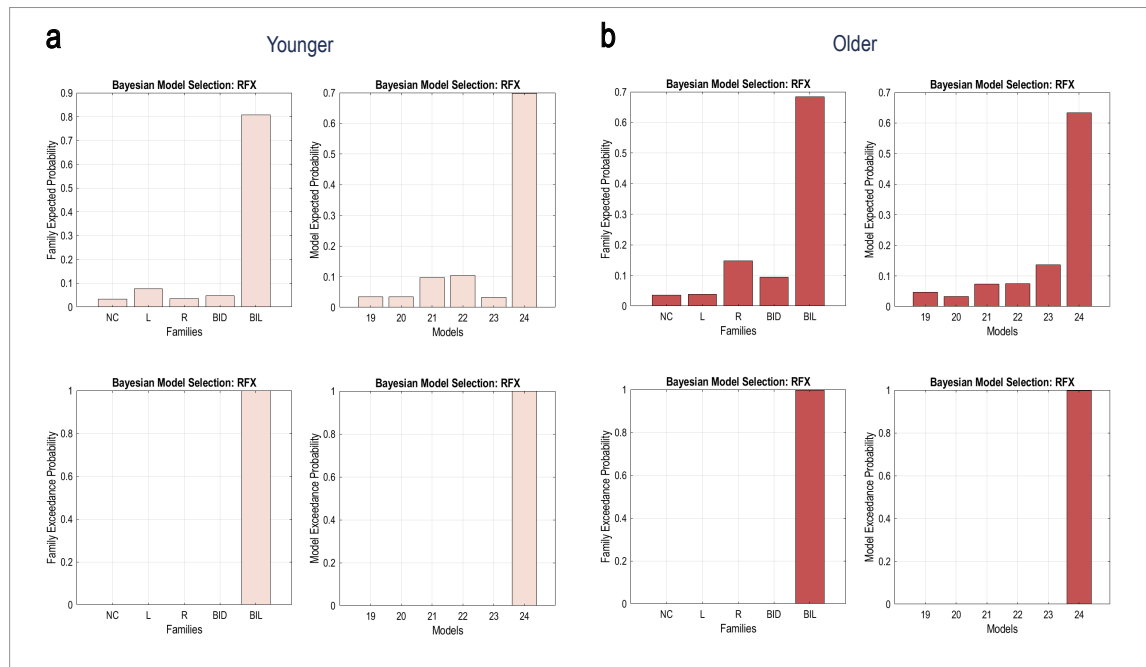 a
Younger
b
Older
Bayesian Model Selection: RFX
Family Expected Probability
0.9
0.8
0.7
0.6
0.5
0.4
0.3
0.2
0.1
0
NC L R BID BIL
Families
Bayesian Model Selection: RFX
Model Expected Probability
0.7
0.6
0.5
0.4
0.3
0.2
0.1
0
19 20 21 22 23 24
Models
Bayesian Model Selection: RFX
Family Expected Probability
0.7
0.6
0.5
0.4
0.3
0.2
0.1
0
NC L R BID BIL
Families
Bayesian Model Selection: RFX
Model Expected Probability
0.7
0.6
0.5
0.4
0.3
0.2
0.1
0
19 20 21 22 23 24
Models
Bayesian Model Selection: RFX
Family Exceedance Probability
1
0.8
0.6
0.4
0.2
0
NC L R BID BIL
Families
Bayesian Model Selection: RFX
Model Exceedance Probability
1
0.8
0.6
0.4
0.2
0
19 20 21 22 23 24
Models
Bayesian Model Selection: RFX
Family Exceedance Probability
1
0.8
0.6
0.4
0.2
0
NC L R BID BIL
Families
Bayesian Model Selection: RFX
Model Exceedance Probability
1
0.8
0.6
0.4
0.2
0
19 20 21 22 23 24
Models